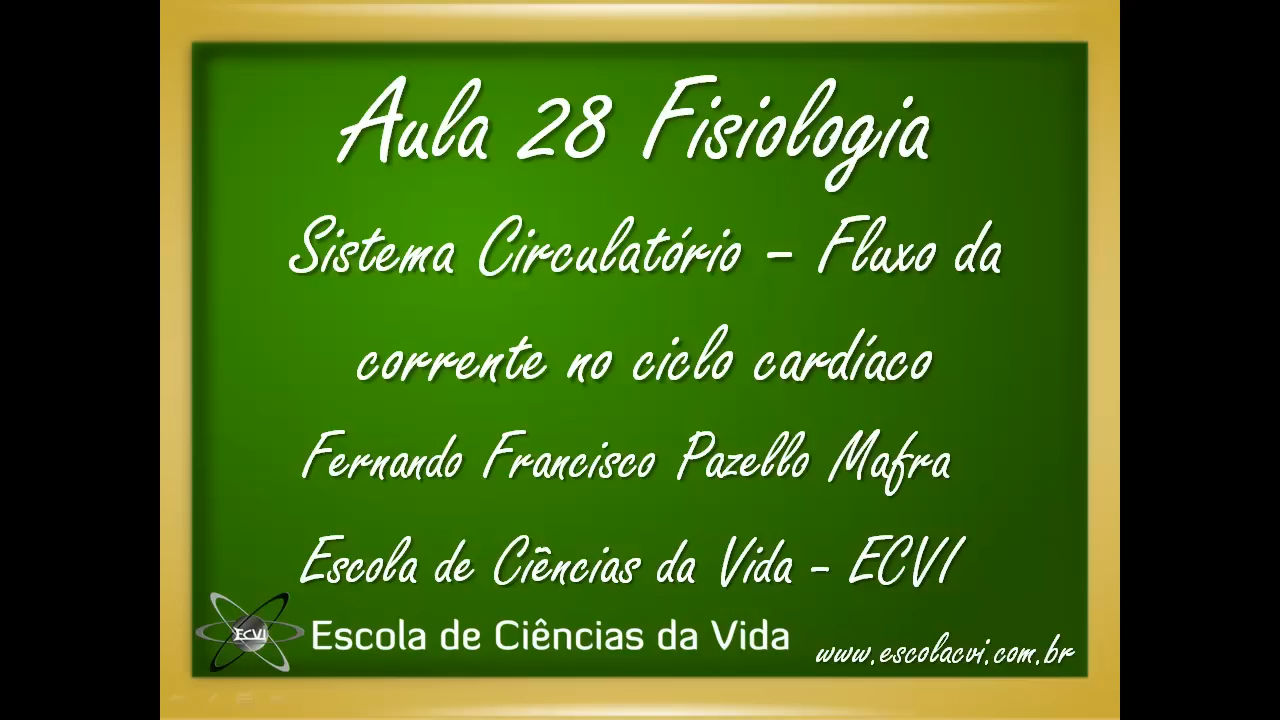 Aula 28 Fisiologia
Sistema Circulatório – Fluxo da
corrente no ciclo cardíaco
Fernando Francisco Pazello Mafra
Escola de Ciências da Vida - ECVI
ECVI Escola de Ciências da Vida
www.escolacvi.com.br